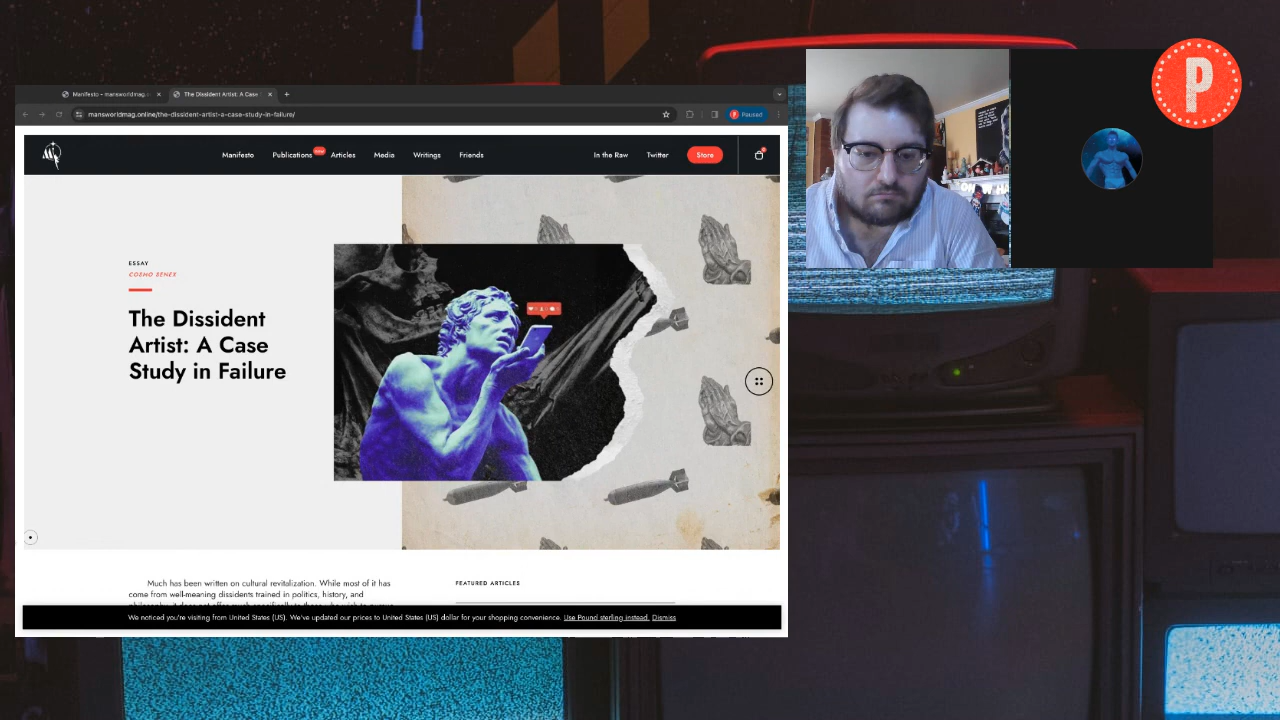 Manifesto - mansworldmag.
The Dissident Artist: A Case
mansworldmag.online/the-dissident-artist-a-case-study-in-failure/
Paused
Manifesto
Publications
Articles
Media
Writings
Friends
In the Raw
Twitter
Store
P
ESSAY
COSMO SENEX
The Dissident
Artist: A Case
Study in Failure
Much has been written on cultural revitalization. While most of it has
come from well-meaning dissidents trained in politics, history, and
FEATURED ARTICLES
We noticed you're visiting from United States (US). We've updated our prices to United States (US) dollar for your shopping convenience. Use Pound sterling instead. Dismiss